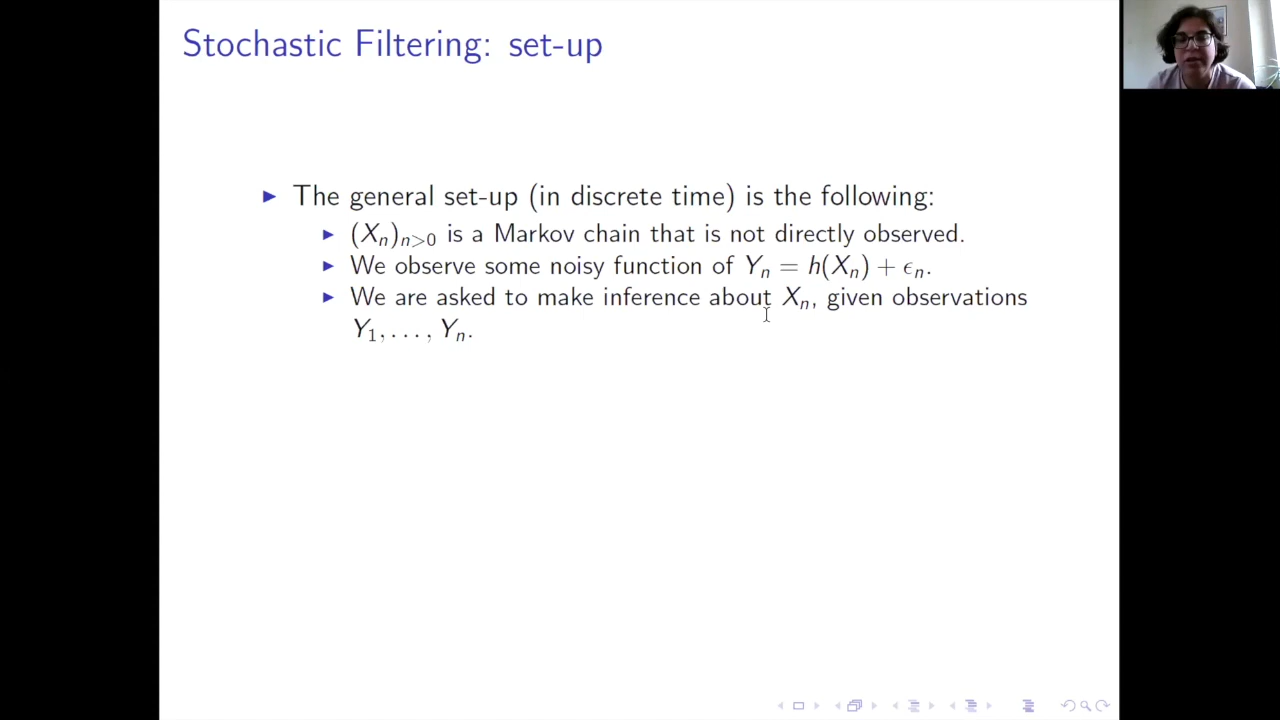 Stochastic Filtering: set-up
▶ The general set-up (in discrete time) is the following:
▶ (Xₙ)ₙ>₀ is a Markov chain that is not directly observed.
▶ We observe some noisy function of Yₙ = h(Xₙ) + ϵₙ.
▶ We are asked to make inference about Xₙ, given observations
Y₁, . . . , Yₙ.